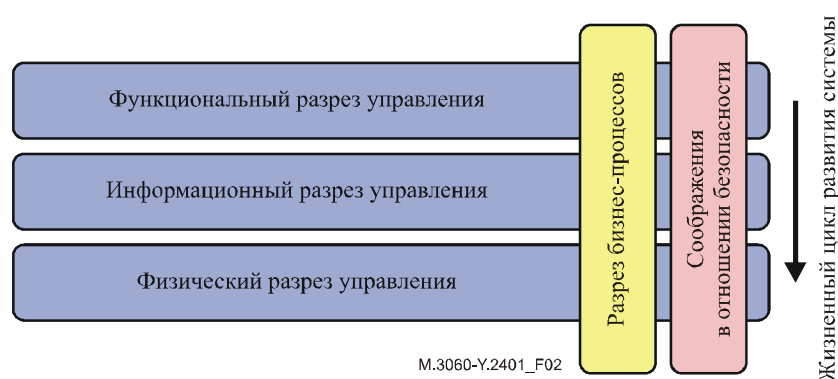 Функциональный разрез управления
Информационный разрез управления
Физический разрез управления
Разрез бизнес-процессов
Соображения
в отношении безопасности
Жизненный цикл развития системы
M.3060-Y.2401_F02